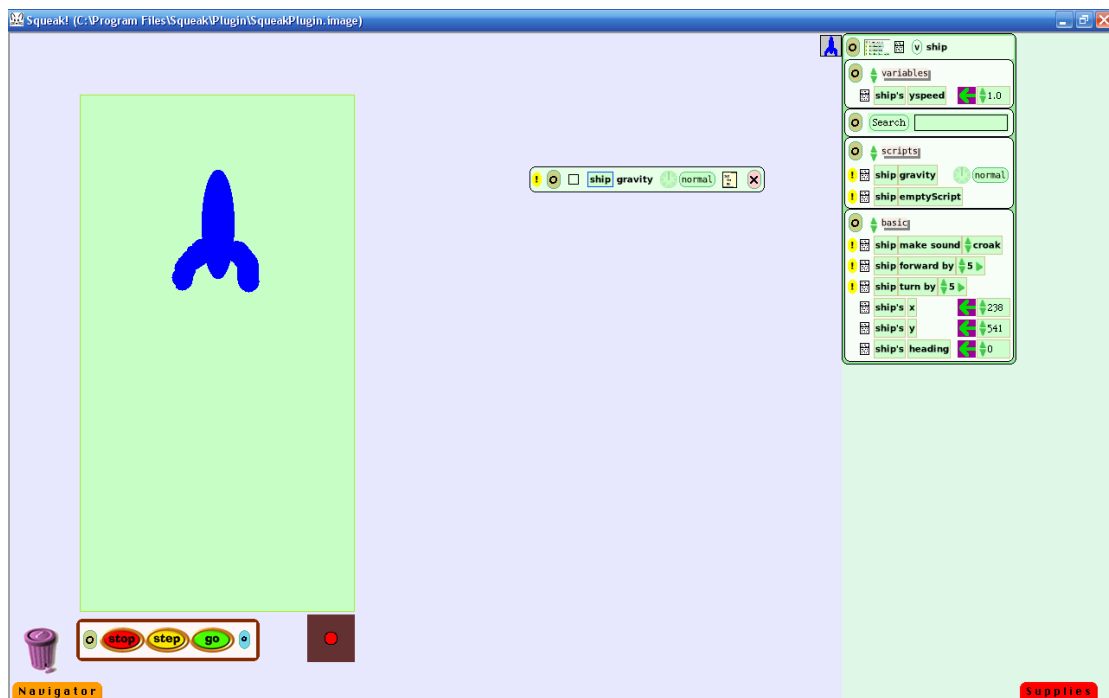 Squeak! (C:\Program Files\Squeak\Plugin\SqueakPlugin.image)
v ship
variables
ship's yspeed 1.0
Search
scripts
! ship gravity normal
! ship emptyScript
basic
! ship make sound croak
! ship forward by 5
! ship turn by 5
ship's x 238
ship's y 541
ship's heading 0
! ship gravity normal
stop step go
Navigator
Supplies